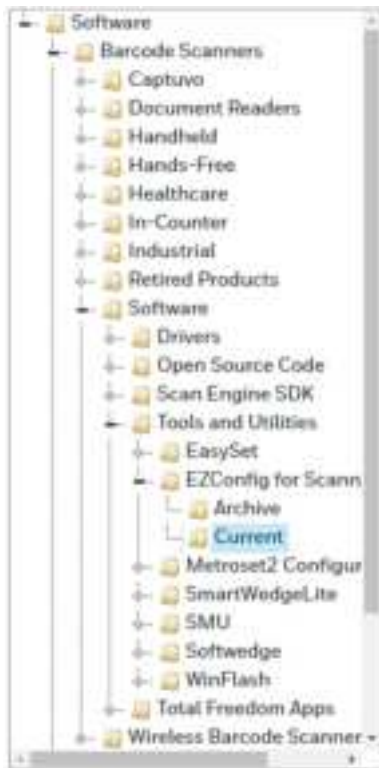 Software
Barcode Scanners
Captuvo
Document Readers
Handheld
Hands-Free
Healthcare
In-Counter
Industrial
Retired Products
Software
Drivers
Open Source Code
Scan Engine SDK
Tools and Utilities
EasySet
EZConfig for Scann
Archive
Current
Metroset2 Configur
SmartWedgeLite
SMU
Softwedge
WinFlash
Total Freedom Apps
Wireless Barcode Scanner